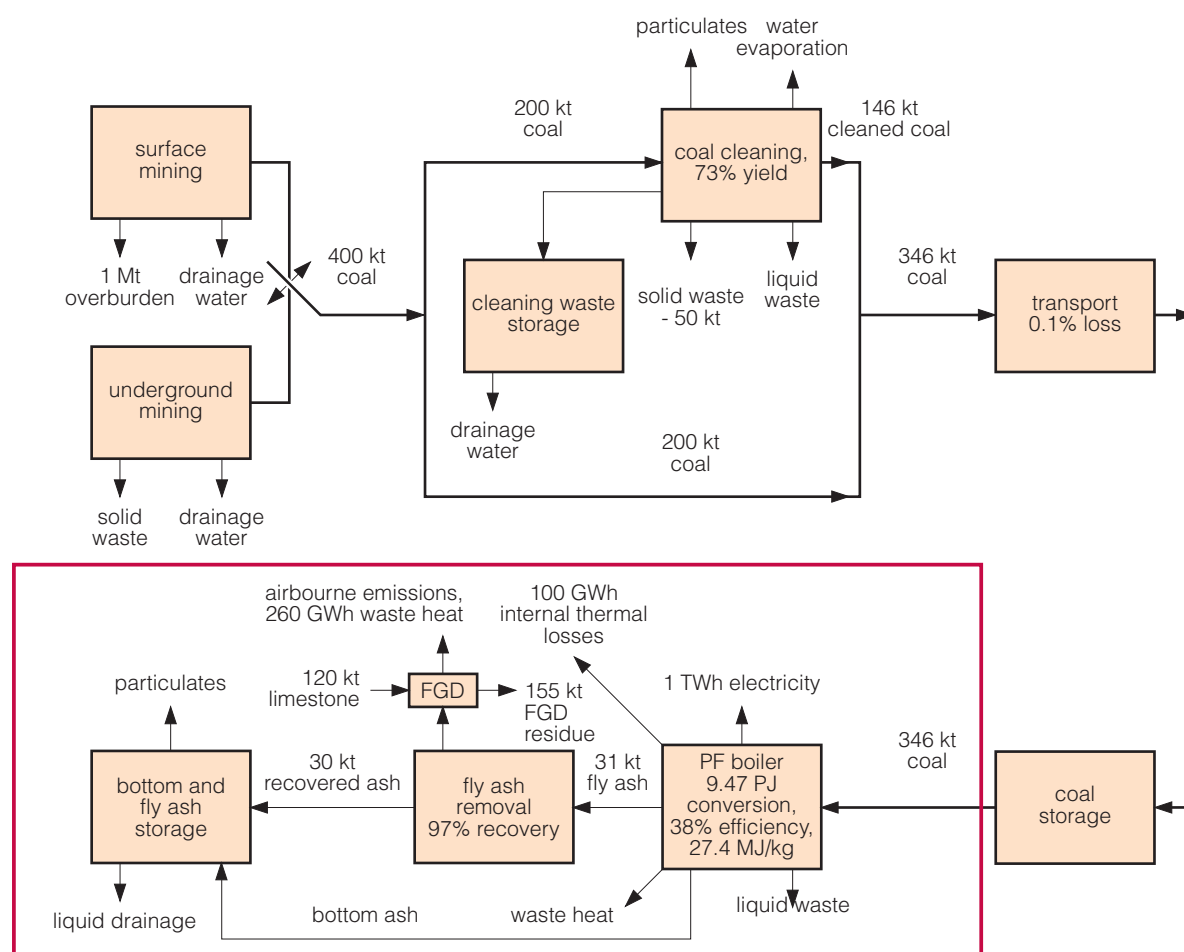 particulates
water
evaporation
200 kt
coal
146 kt
cleaned coal
surface
mining
coal cleaning,
73% yield
1 Mt
overburden
drainage
water
400 kt
coal
cleaning waste
storage
solid waste
- 50 kt
liquid
waste
346 kt
coal
transport
0.1% loss
underground
mining
drainage
water
200 kt
coal
solid
waste
drainage
water
airbourne emissions,
260 GWh waste heat
100 GWh
internal thermal
losses
particulates
120 kt
limestone
FGD
155 kt
FGD
residue
1 TWh electricity
346 kt
coal
bottom and
fly ash
storage
30 kt
recovered ash
fly ash
removal
97% recovery
31 kt
fly ash
PF boiler
9.47 PJ
conversion,
38% efficiency,
27.4 MJ/kg
coal
storage
liquid drainage
bottom ash
waste heat
liquid waste